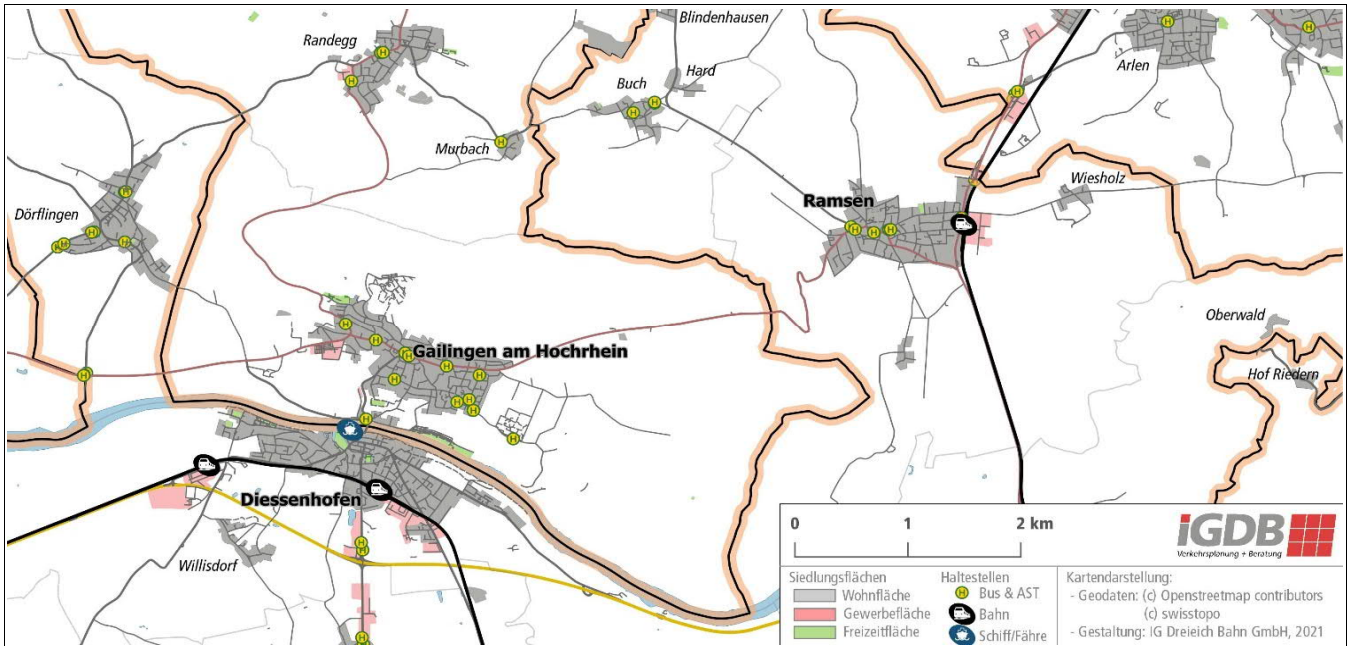 Blindenhausen
Randegg
Arlen
Buch
Hard
Murbach
Wiesholz
Dörflingen
Ramsen
Oberwald
Gailingen am Hochrhein
Hof Riedern
Diessenhofen
Willisdorf
0 1 2 km
iGDB
Verkehrsplanung + Beratung
Siedlungsflächen
Wohnfläche
Gewerbefläche
Freizeitfläche
Haltestellen
H Bus & AST
Bahn
Schiff/Fähre
Kartendarstellung:
- Geodaten: (c) Openstreetmap contributors
(c) swisstopo
- Gestaltung: IG Dreieich Bahn GmbH, 2021